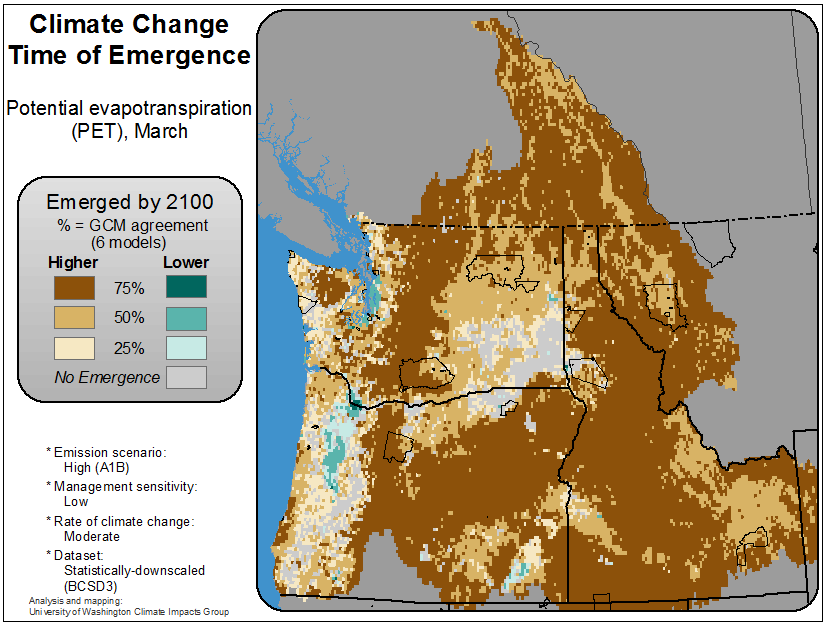 Climate Change
Time of Emergence
Potential evapotranspiration
(PET), March
Emerged by 2100
% = GCM agreement
(6 models)
Higher Lower
75%
50%
25%
No Emergence
* Emission scenario:
High (A1B)
* Management sensitivity:
Low
* Rate of climate change:
Moderate
* Dataset:
Statistically-downscaled
(BCSD3)
Analysis and mapping:
University of Washington Climate Impacts Group